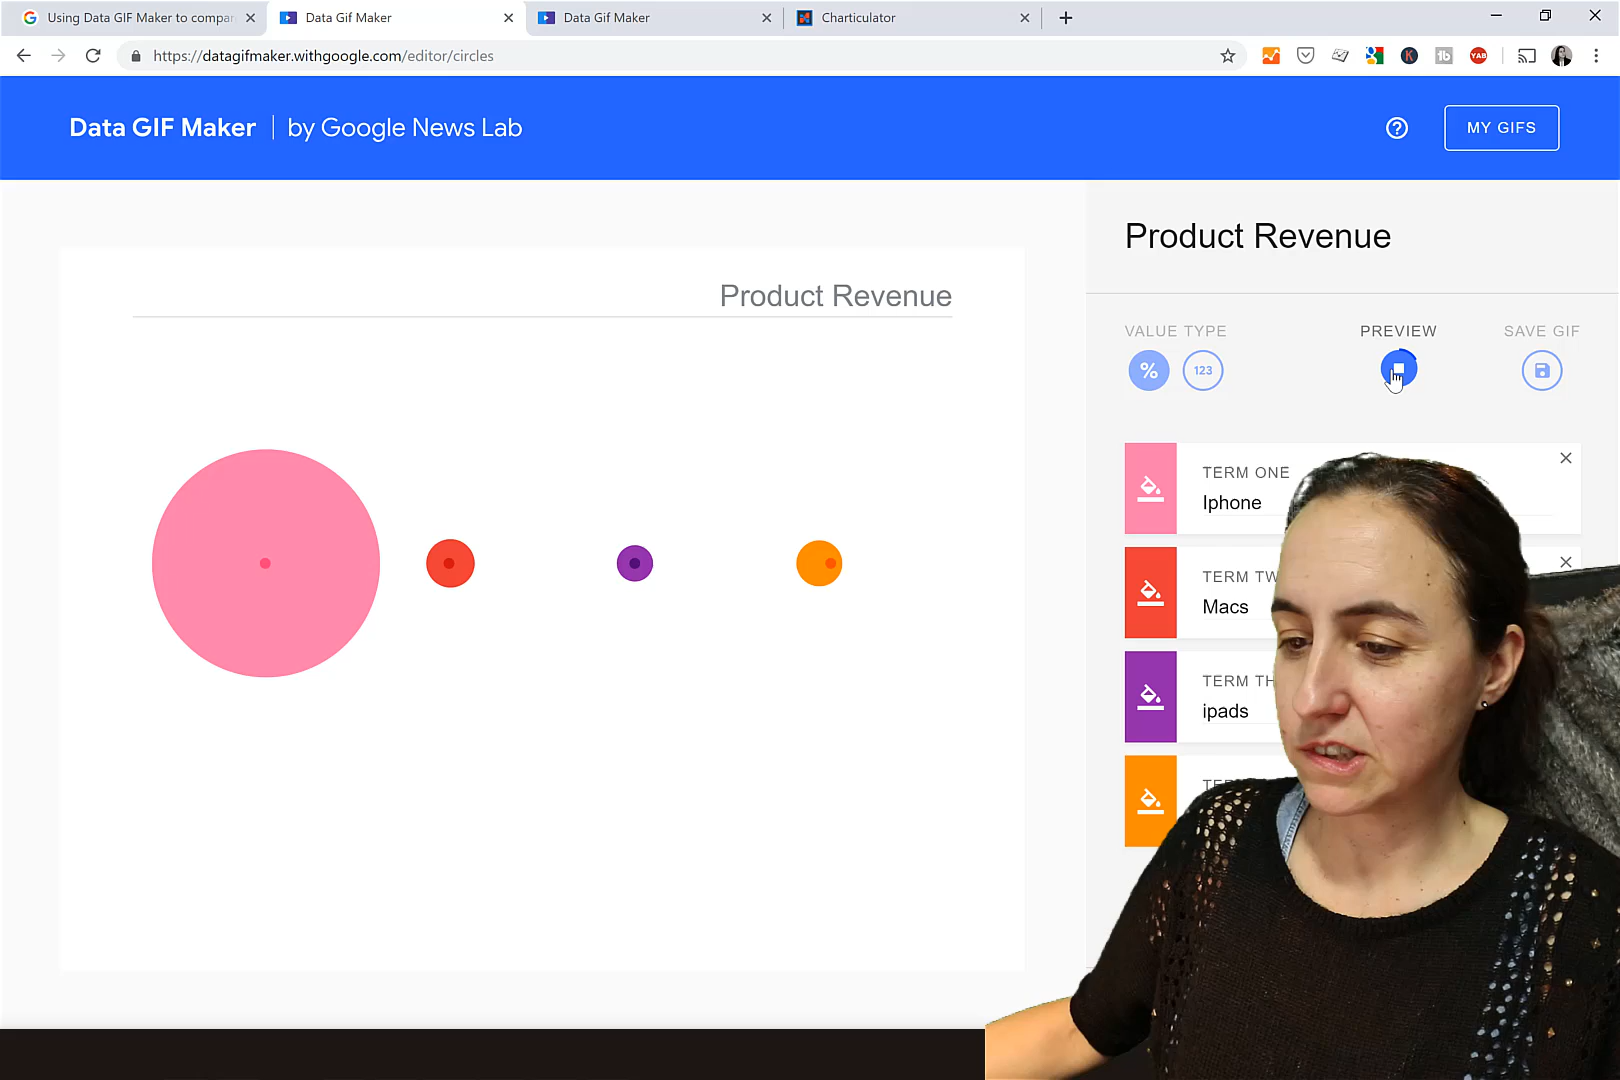 Using Data GIF Maker to compar
Data Gif Maker
Data Gif Maker
Charticulator
https://datagifmaker.withgoogle.com/editor/circles
Data GIF Maker | by Google News Lab
MY GIFS
Product Revenue
Product Revenue
VALUE TYPE
PREVIEW
SAVE GIF
%
123
TERM ONE
Iphone
TERM TW
Macs
TERM TH
ipads